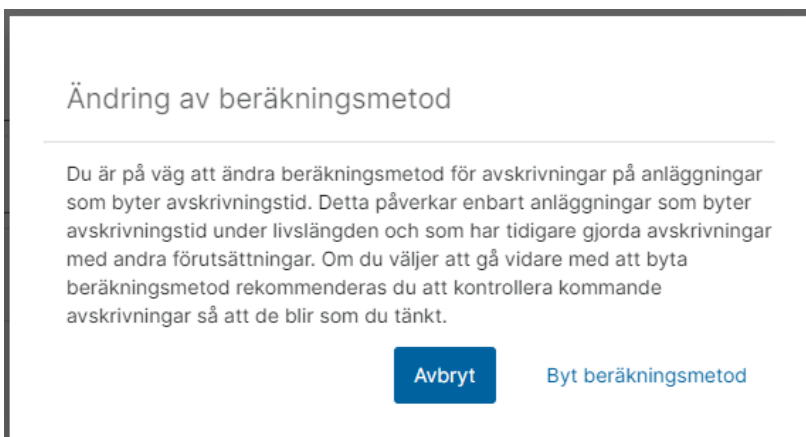 Ändring av beräkningsmetod
Du är på väg att ändra beräkningsmetod för avskrivningar på anläggningar
som byter avskrivningstid. Detta påverkar enbart anläggningar som byter
avskrivningstid under livslängden och som har tidigare gjorda avskrivningar
med andra förutsättningar. Om du väljer att gå vidare med att byta
beräkningsmetod rekommenderas du att kontrollera kommande
avskrivningar så att de blir som du tänkt.
Avbryt Byt beräkningsmetod